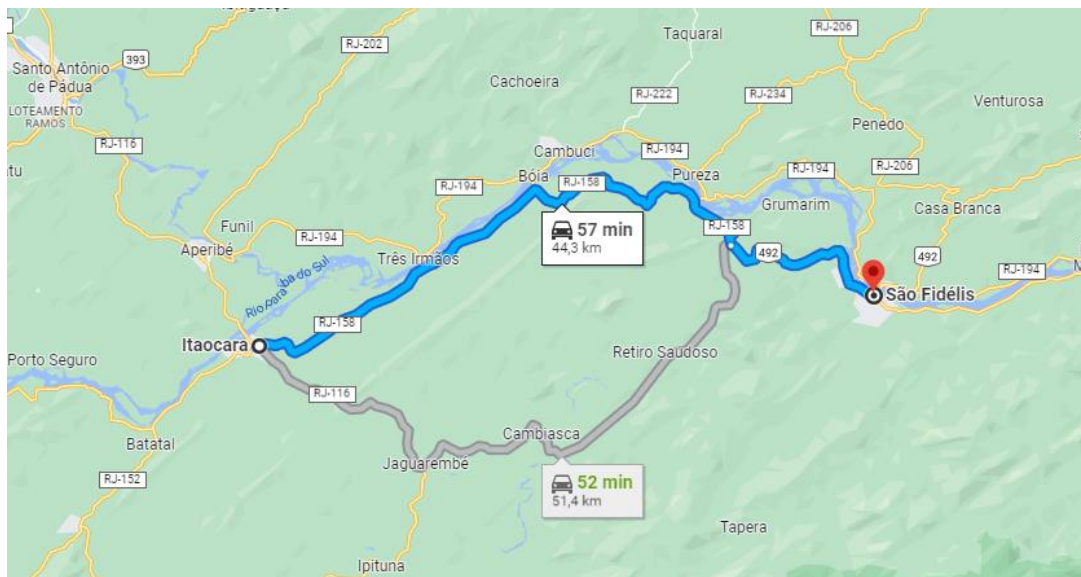 RJ-202
RJ-206
Taquaral
393
Santo Antônio
de Pádua
Cachoeira
RJ-222
RJ-234
Venturosa
LOTEAMENTO
RAMOS
Penedo
RJ-116
Cambuci
RJ-194
tu
Bóia
RJ-158
Pureza
RJ-194
RJ-206
RJ-194
Grumarim
Casa Branca
Funil
57 min
44,3 km
RJ-158
RJ-194
Aperibé
Três Irmãos
492
492
RJ-194
Rio Paraíba do Sul
São Fidélis
RJ-158
Itaocara
Porto Seguro
Retiro Saudoso
RJ-116
Cambiasca
Batatal
Jaguarembé
RJ-152
52 min
51,4 km
Tapera
Ipituna